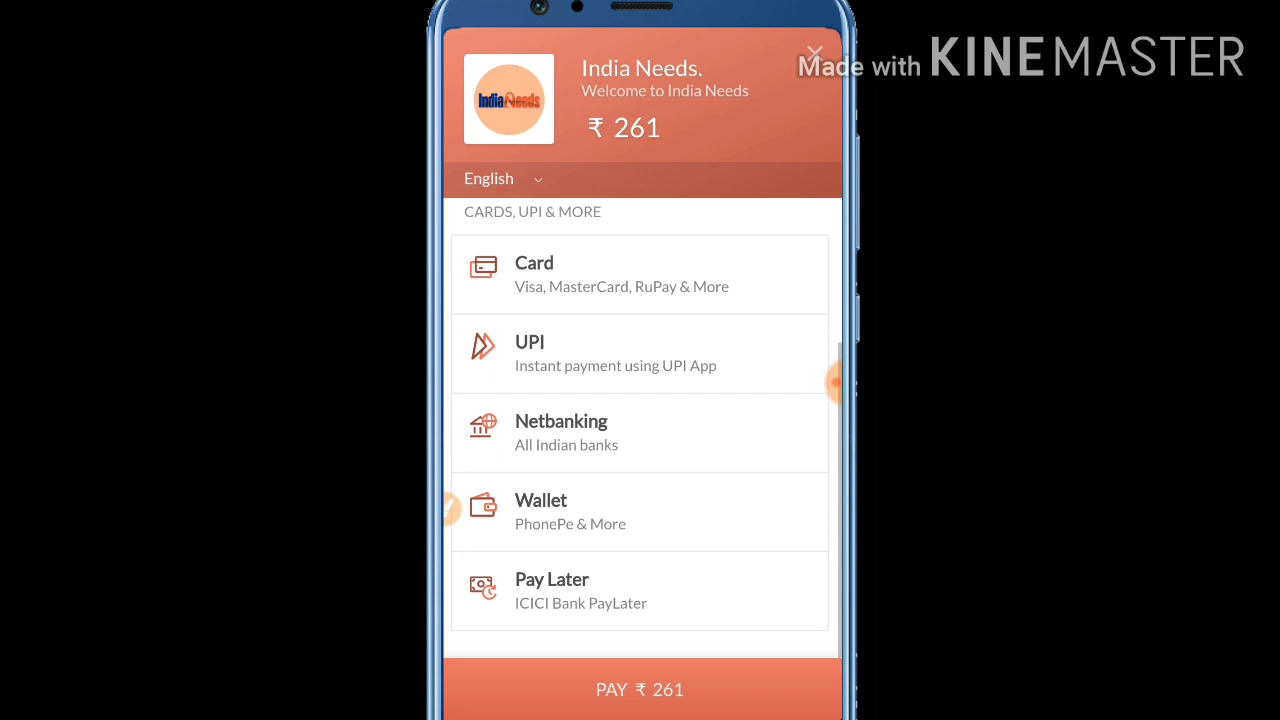 India Needs.
Made with KINEMASTER
Welcome to India Needs
IndiaNeeds
₹ 261
English
CARDS, UPI & MORE
Card
Visa, MasterCard, RuPay & More
UPI
Instant payment using UPI App
Netbanking
All Indian banks
Wallet
PhonePe & More
Pay Later
ICICI Bank PayLater
PAY ₹ 261